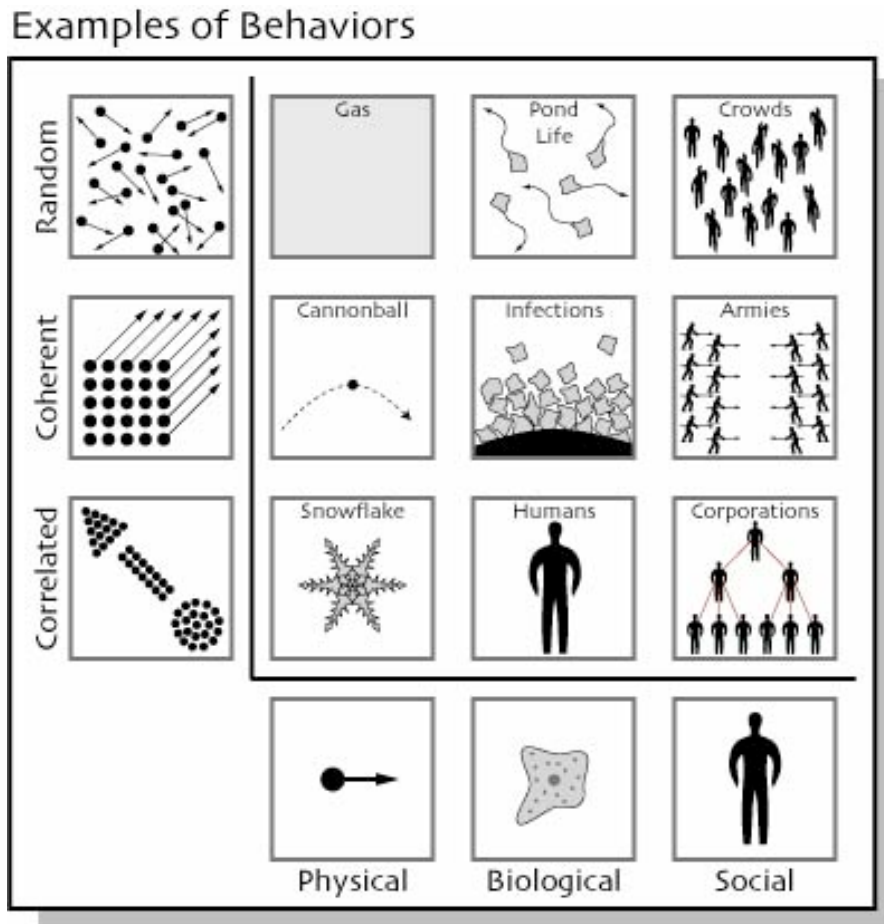 Examples of Behaviors
Random
Gas
Pond
Life
Crowds
Coherent
Cannonball
Infections
Armies
Correlated
Snowflake
Humans
Corporations
Physical
Biological
Social